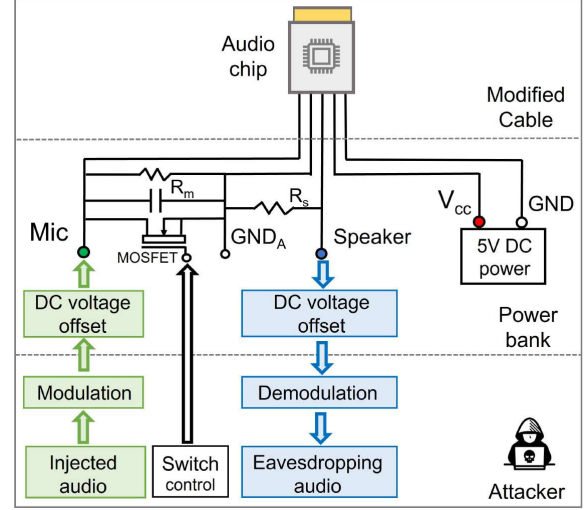 Audio
chip
Modified
Cable
Rm
Rs
Mic
MOSFET
GNDA
Speaker
VCC
GND
5V DC
power
DC voltage
offset
DC voltage
offset
Power
bank
Modulation
Demodulation
Injected
audio
Switch
control
Eavesdropping
audio
Attacker